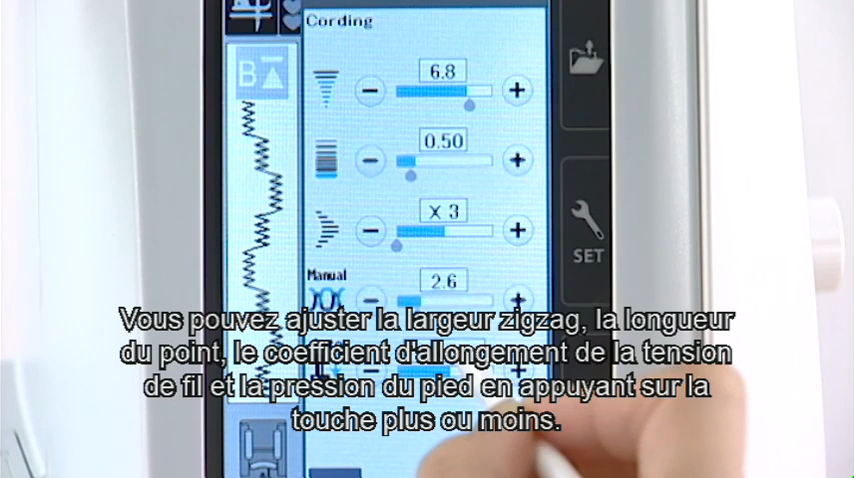 Cording
B
6.8
0.50
x 3
SET
Manual
2.6
Vous pouvez ajuster la largeur zigzag, la longueur
du point, le coefficient d'allongement de la tension
de fil et la pression du pied en appuyant sur la
touche plus ou moins.